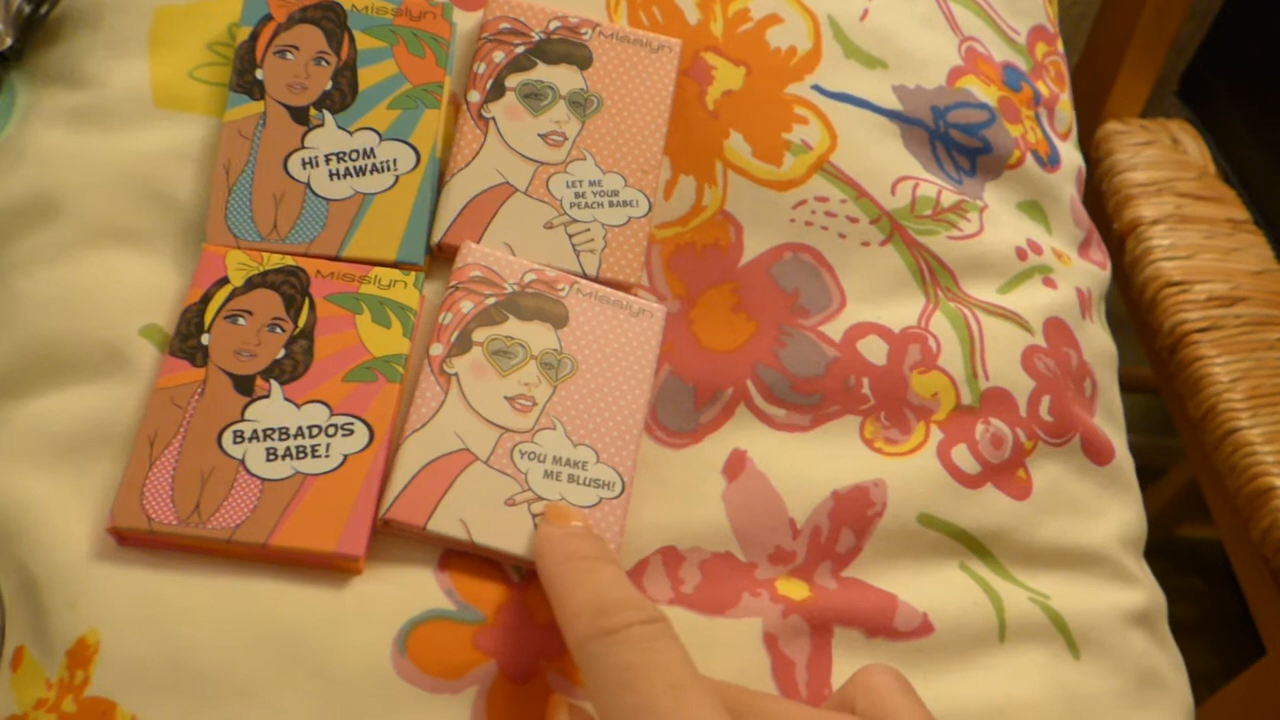 Misslyn
Hi FROM
HAWAii!
Misslyn
LET ME
BE YOUR
PEACH BABE!
Misslyn
BARBADOS
BABE!
Misslyn
YOU MAKE
ME BLUSH!